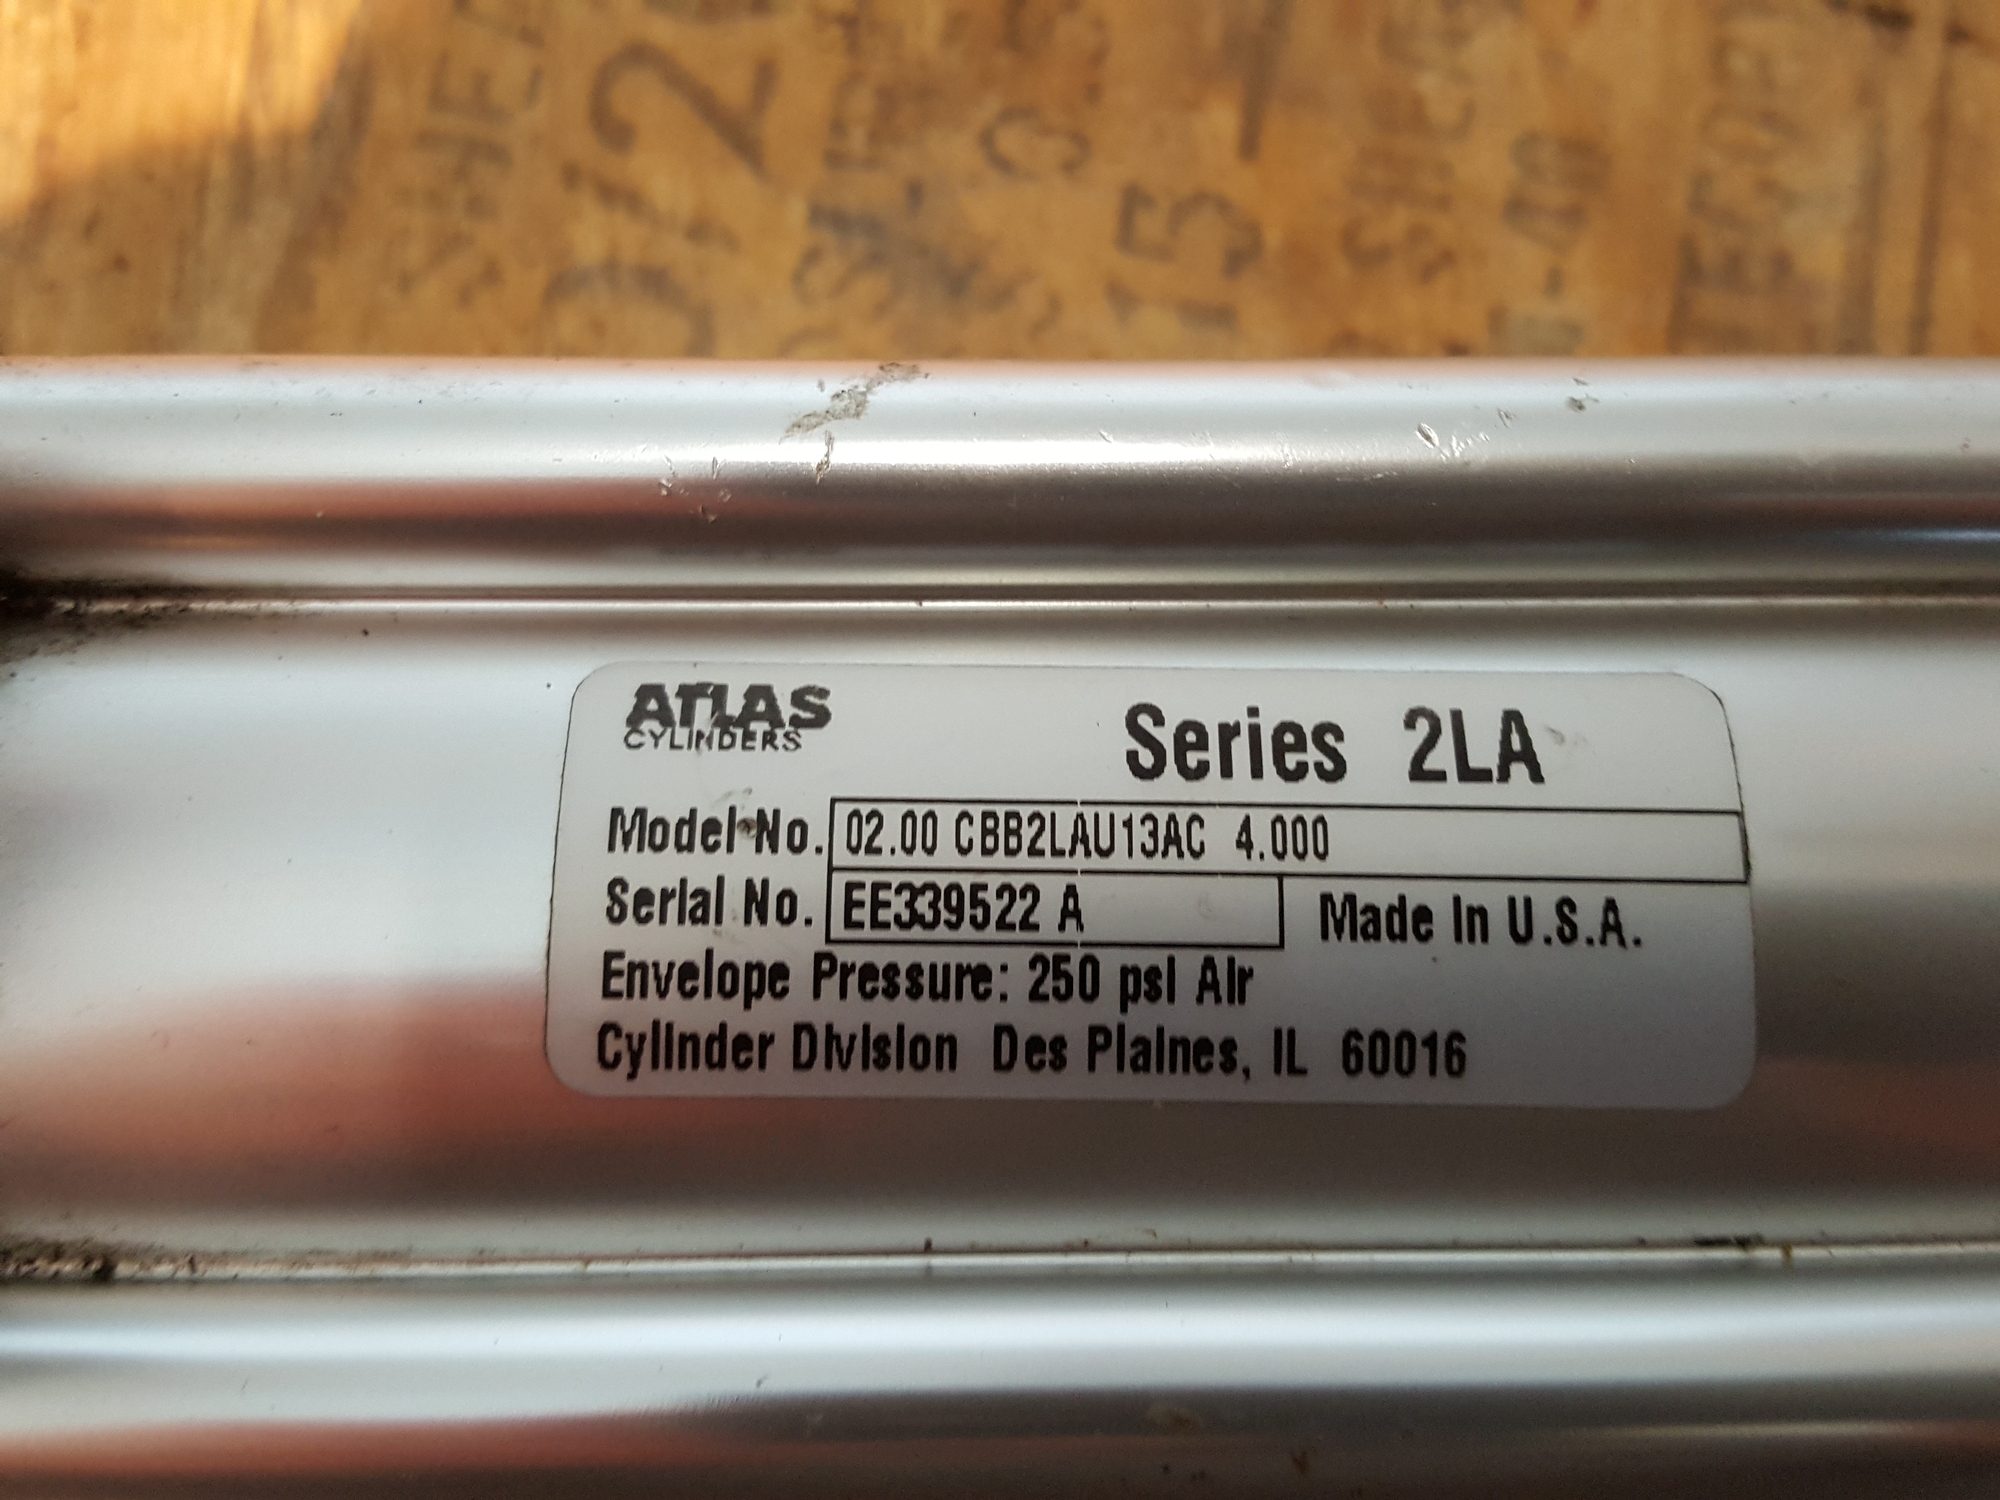 ATLAS
CYLINDERS
Series 2LA
Model No. 02.00 CBB2LAU13AC 4.000
Serial No. EE339522 A Made In U.S.A.
Envelope Pressure: 250 psi Air
Cylinder Division Des Plaines, IL 60016
15